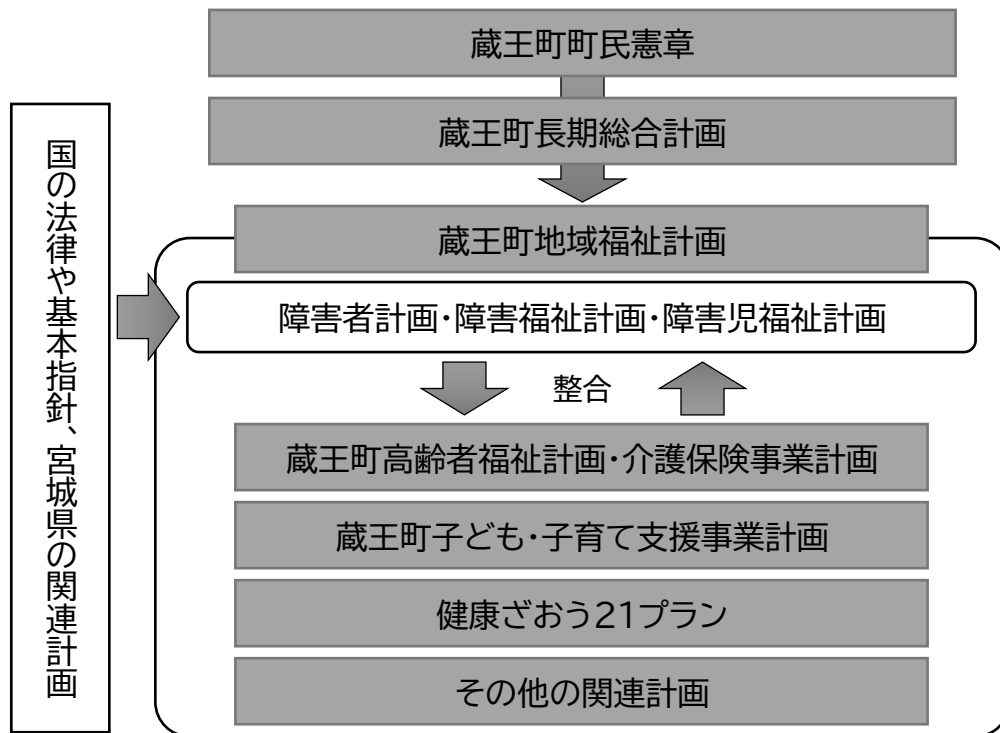 蔵王町町民憲章
蔵王町長期総合計画
国の法律や基本指針、宮城県の関連計画
蔵王町地域福祉計画
障害者計画・障害福祉計画・障害児福祉計画
整合
蔵王町高齢者福祉計画・介護保険事業計画
蔵王町子ども・子育て支援事業計画
健康ざおう21プラン
その他の関連計画